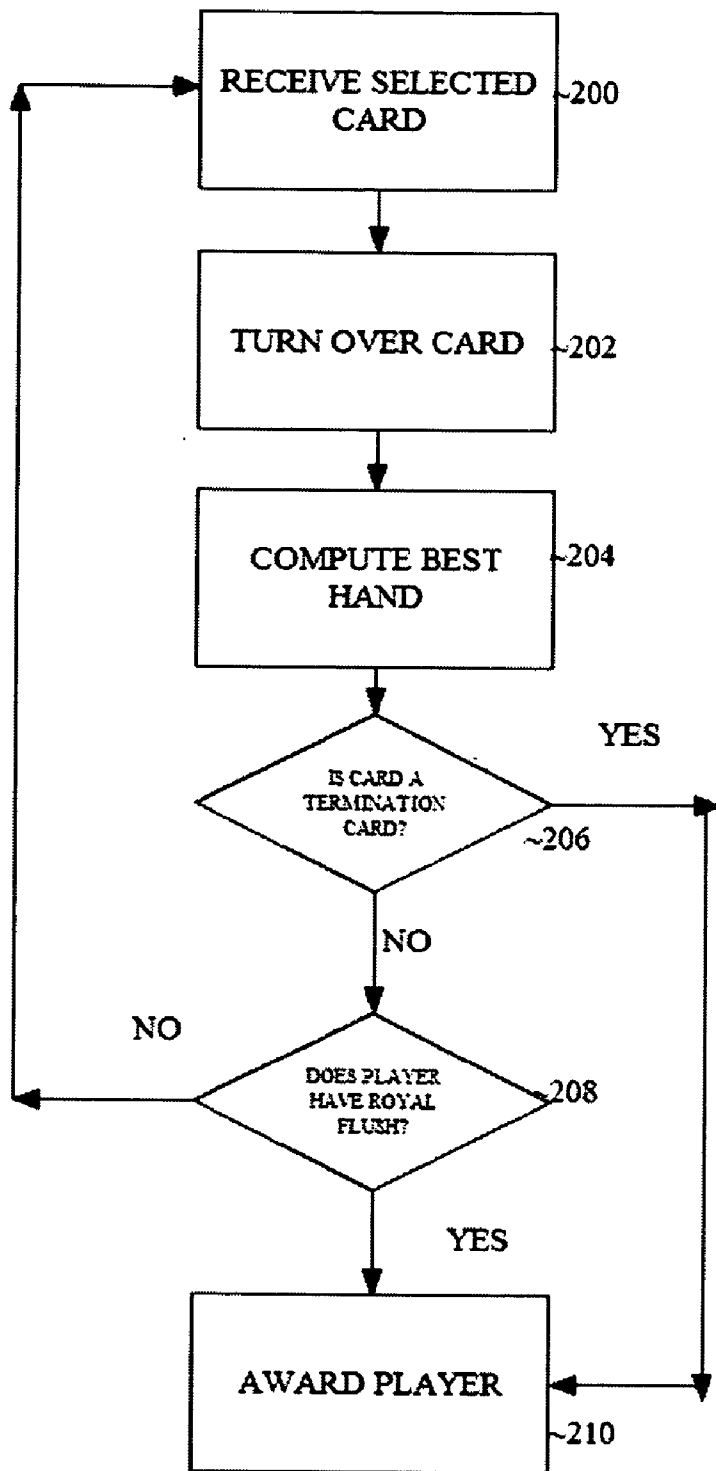 RECEIVE SELECTED
CARD
~200
TURN OVER CARD
~202
COMPUTE BEST
HAND
~204
YES
IS CARD A
TERMINATION
CARD?
~206
NO
NO
DOES PLAYER
HAVE ROYAL
FLUSH?
~208
YES
AWARD PLAYER
~210